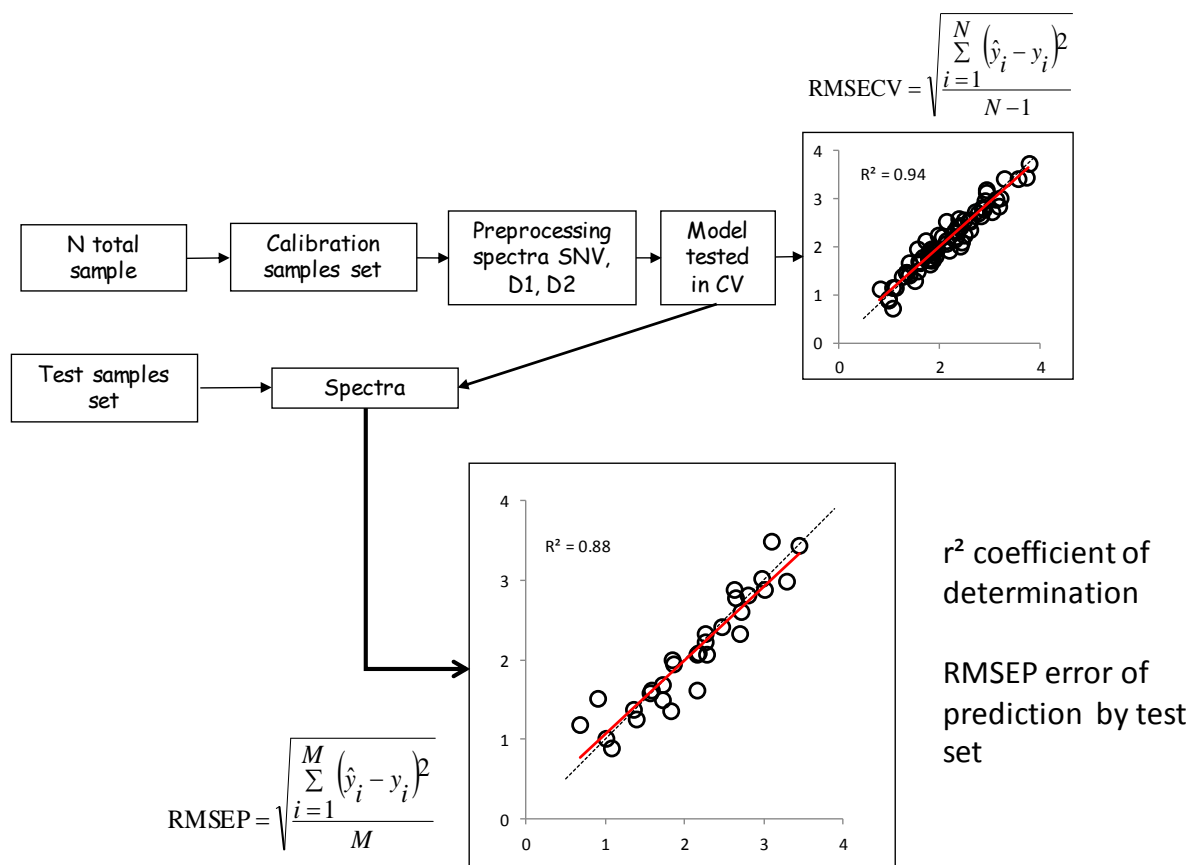 RMSECV = √(∑_{i=1}^{N} (ŷ_i − y_i)² / (N−1))
N total
sample
Calibration
samples set
Preprocessing
spectra SNV,
D1, D2
Model
tested
in CV
R² = 0.94
4
3
2
1
0
0 2 4
Test samples
set
Spectra
R² = 0.88
4
3
2
1
0
0 1 2 3 4
r² coefficient of
determination
RMSEP error of
prediction by test
set
RMSEP = √(∑_{i=1}^{M} (ŷ_i − y_i)² / M)